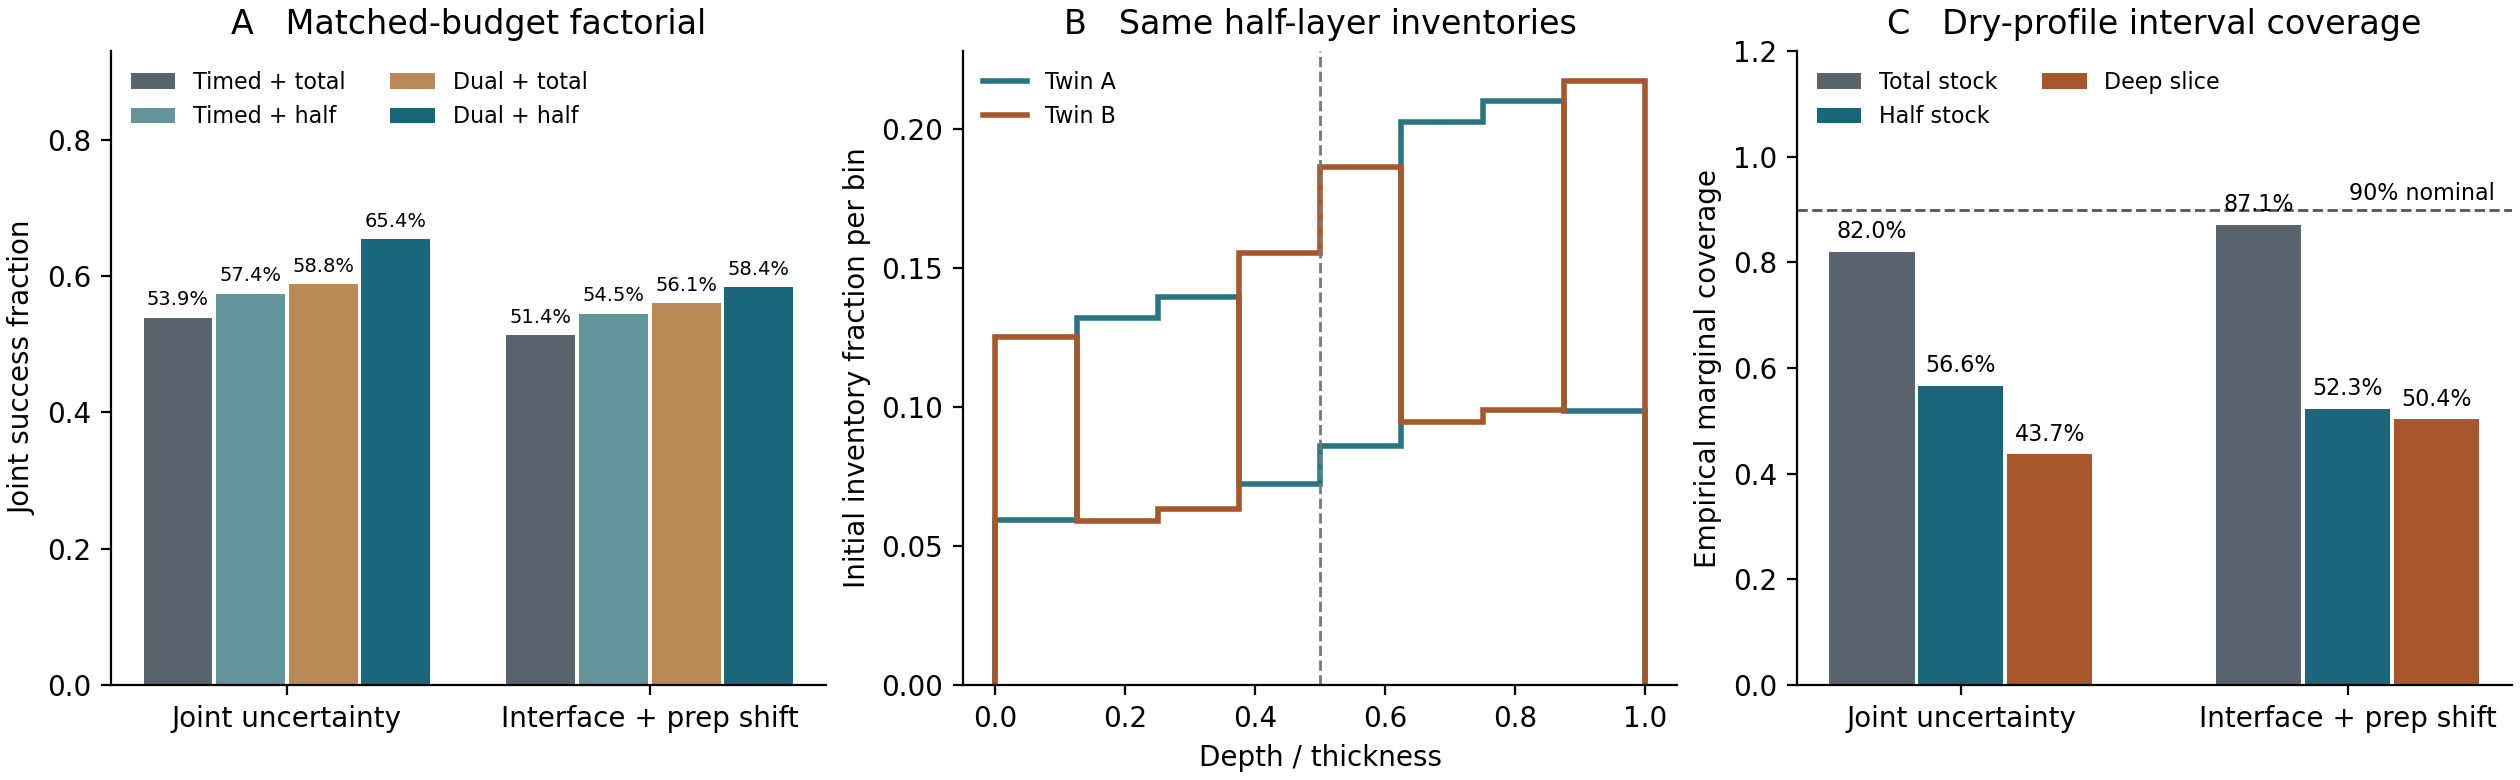 A Matched-budget factorial
Timed + total
Timed + half
Dual + total
Dual + half
Joint success fraction
0.8
0.6
0.4
0.2
0.0
53.9%
57.4%
58.8%
65.4%
51.4%
54.5%
56.1%
58.4%
Joint uncertainty
Interface + prep shift
B Same half-layer inventories
Twin A
Twin B
Initial inventory fraction per bin
0.20
0.15
0.10
0.05
0.00
0.0
0.2
0.4
0.6
0.8
1.0
Depth / thickness
C Dry-profile interval coverage
Total stock
Half stock
Deep slice
Empirical marginal coverage
1.2
1.0
0.8
0.6
0.4
0.2
0.0
90% nominal
82.0%
56.6%
43.7%
87.1%
52.3%
50.4%
Joint uncertainty
Interface + prep shift